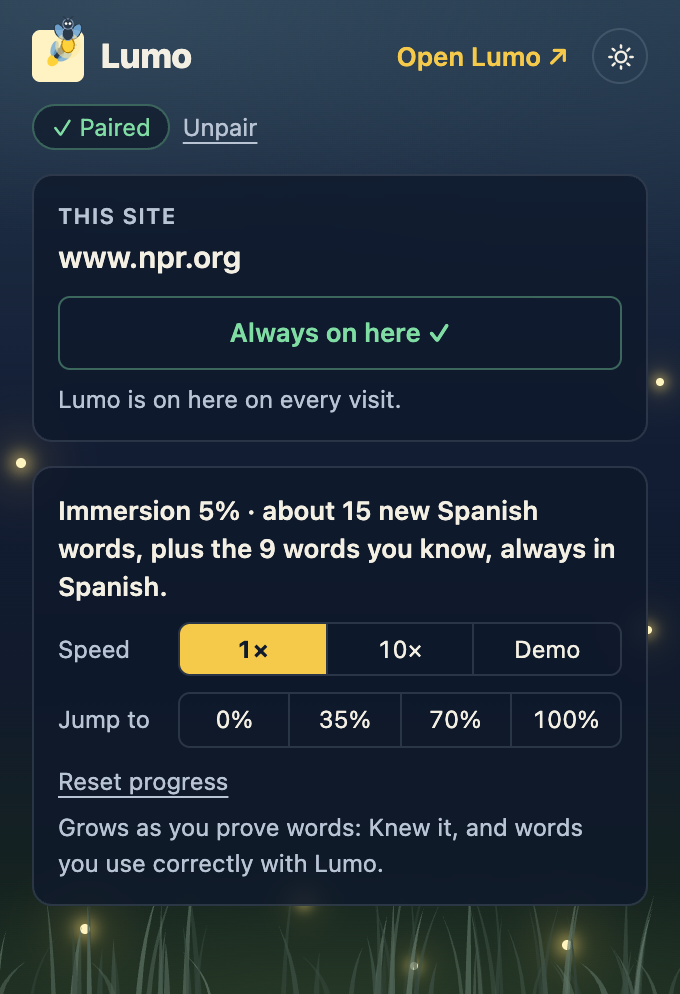 Lumo
Open Lumo ↗
✓ Paired
Unpair
THIS SITE
www.npr.org
Always on here ✓
Lumo is on here on every visit.
Immersion 5% · about 15 new Spanish
words, plus the 9 words you know, always in
Spanish.
Speed 1× 10× Demo
Jump to 0% 35% 70% 100%
Reset progress
Grows as you prove words: Knew it, and words
you use correctly with Lumo.